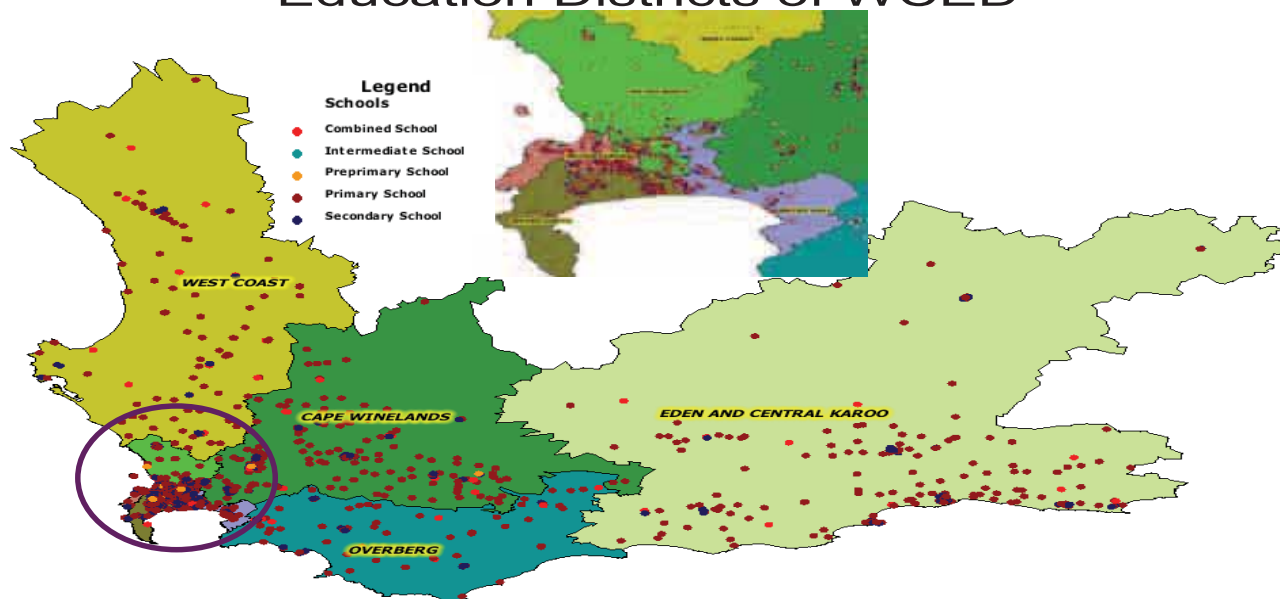 Education Districts of WCED
Legend
Schools
Combined School
Intermediate School
Preprimary School
Primary School
Secondary School
WEST COAST
CAPE WINELANDS
EDEN AND CENTRAL KAROO
OVERBERG